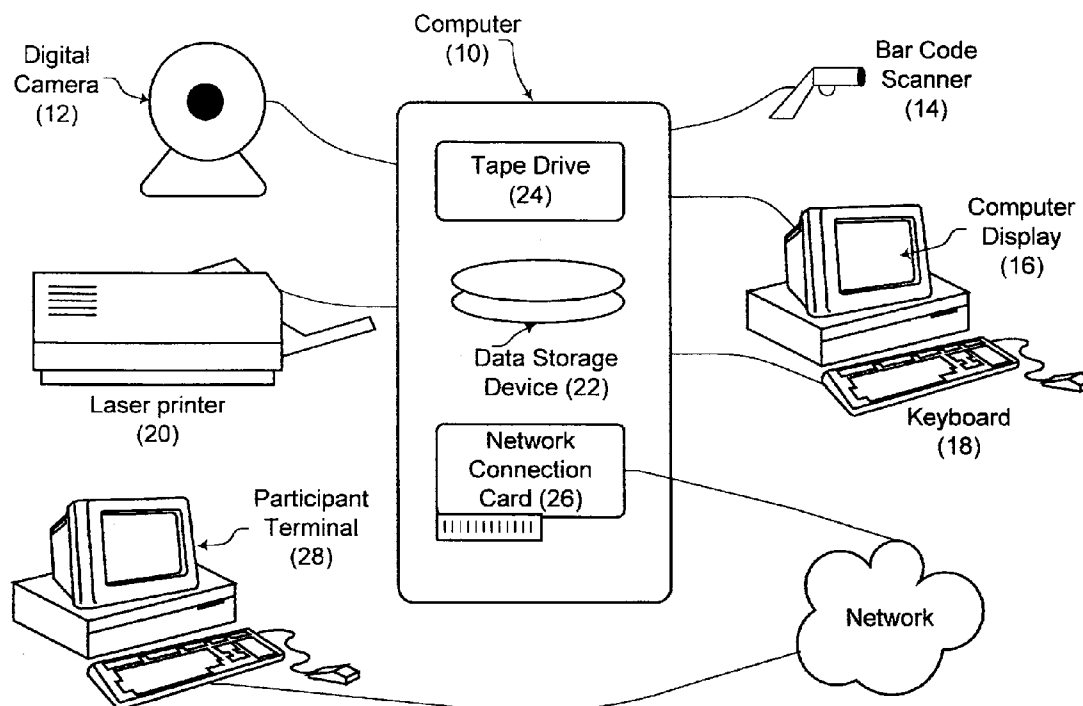 Digital
Camera
(12)
Computer
(10)
Bar Code
Scanner
(14)
Tape Drive
(24)
Computer
Display
(16)
Data Storage
Device (22)
Laser printer
(20)
Keyboard
(18)
Network
Connection
Card (26)
Participant
Terminal
(28)
Network